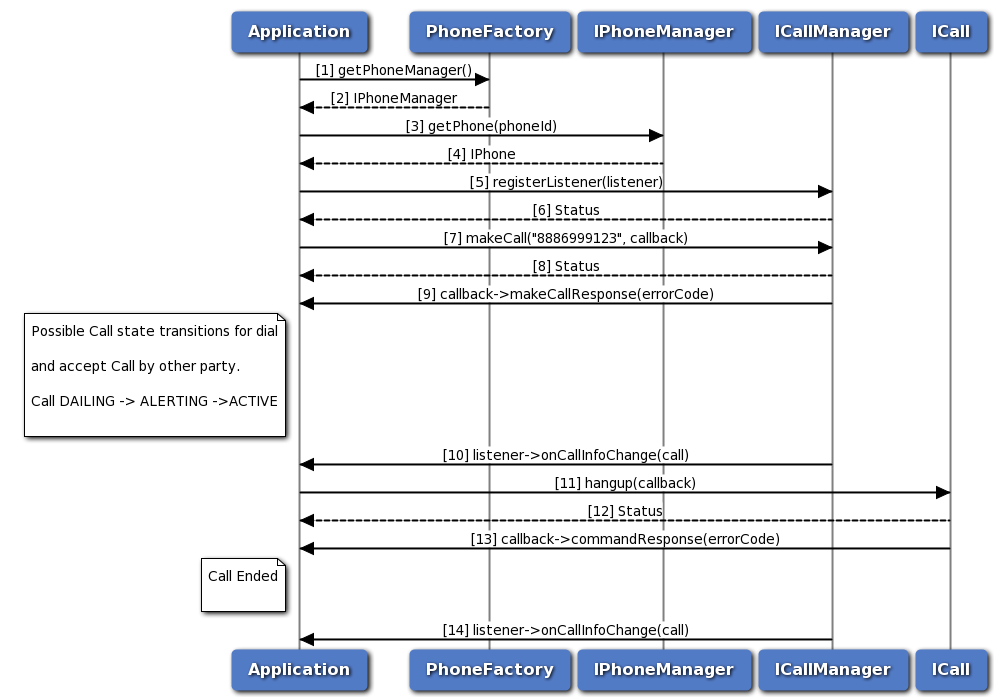 Application PhoneFactory IPhoneManager ICallManager ICall
[1] getPhoneManager()
[2] IPhoneManager
[3] getPhone(phoneId)
[4] IPhone
[5] registerListener(listener)
[6] Status
[7] makeCall("8886999123", callback)
[8] Status
[9] callback->makeCallResponse(errorCode)
Possible Call state transitions for dial
and accept Call by other party.
Call DAILING -> ALERTING ->ACTIVE
[10] listener->onCallInfoChange(call)
[11] hangup(callback)
[12] Status
[13] callback->commandResponse(errorCode)
Call Ended
[14] listener->onCallInfoChange(call)
Application PhoneFactory IPhoneManager ICallManager ICall